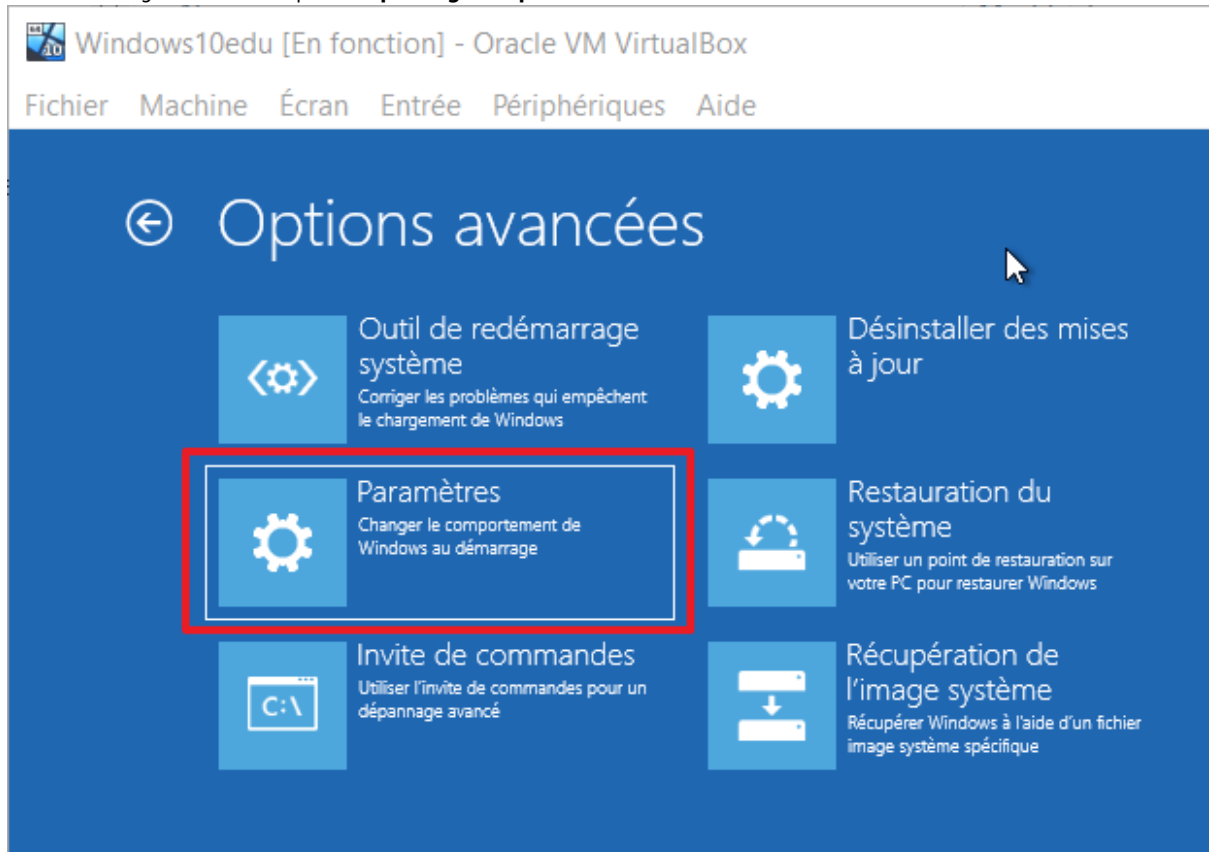 Windows10edu [En fonction] - Oracle VM VirtualBox
Fichier Machine Écran Entrée Périphériques Aide
Options avancées
Outil de redémarrage
système
Corriger les problèmes qui empêchent
le chargement de Windows
Désinstaller des mises
à jour
Paramètres
Changer le comportement de
Windows au démarrage
Restauration du
système
Utiliser un point de restauration sur
votre PC pour restaurer Windows
Invite de commandes
Utiliser l'invite de commandes pour un
dépannage avancé
C:\
Récupération de
l'image système
Récupérer Windows à l'aide d'un fichier
image système spécifique